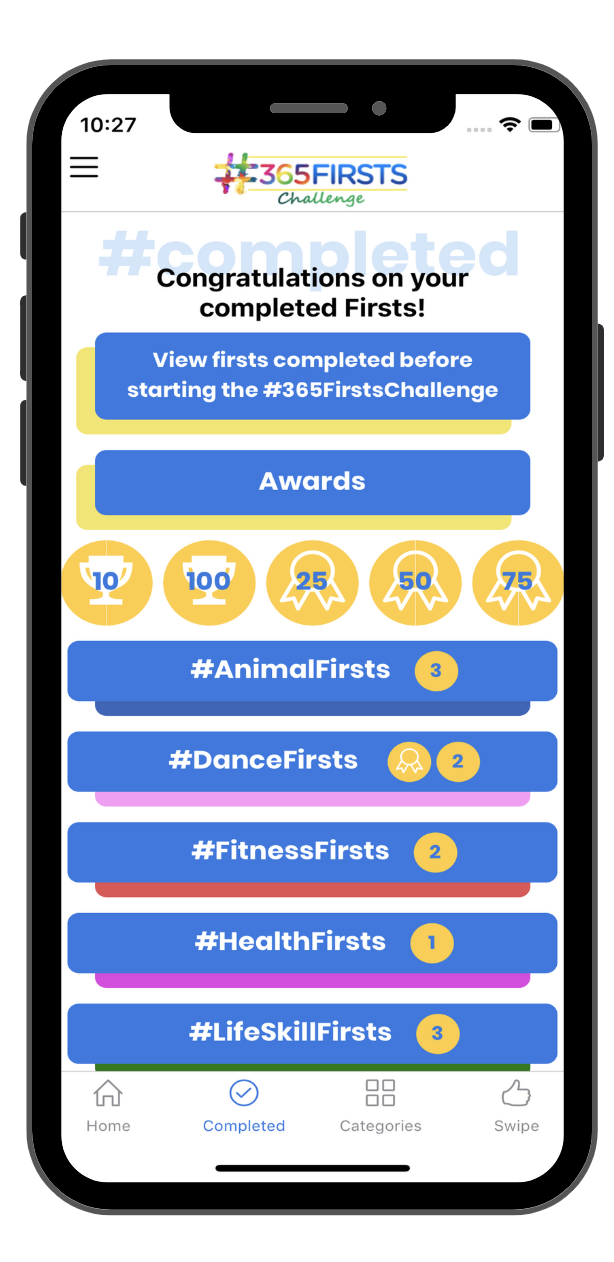 10:27
#365FIRSTS
Challenge
#completed
Congratulations on your
completed Firsts!
View firsts completed before
starting the #365FirstsChallenge
Awards
10 100 25 50 75
#AnimalFirsts 3
#DanceFirsts 2
#FitnessFirsts 2
#HealthFirsts 1
#LifeSkillFirsts 3
Home Completed Categories Swipe